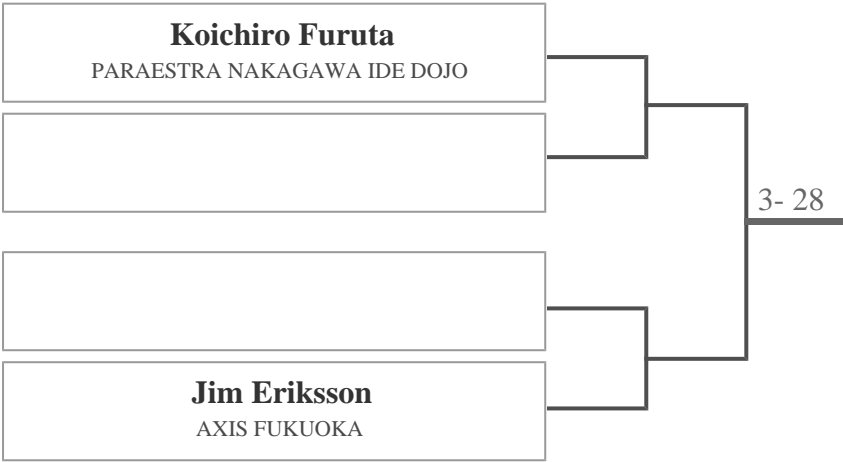 Koichiro Furuta
PARAESTRA NAKAGAWA IDE DOJO
3- 28
Jim Eriksson
AXIS FUKUOKA